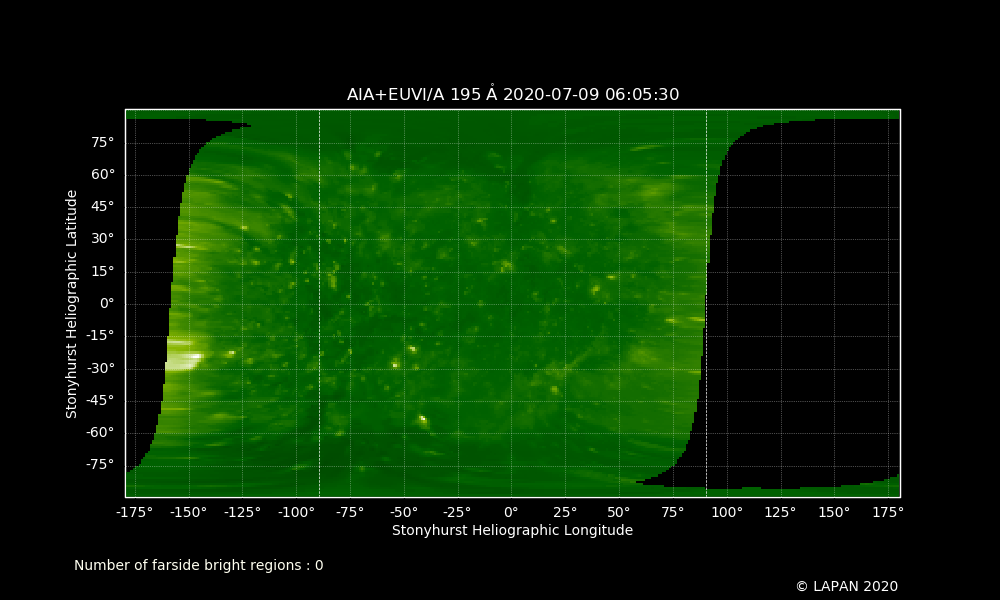 AIA+EUVI/A 195 Å 2020-07-09 06:05:30
Stonyhurst Heliographic Latitude
75°
60°
45°
30°
15°
0°
-15°
-30°
-45°
-60°
-75°
-175° -150° -125° -100° -75° -50° -25° 0° 25° 50° 75° 100° 125° 150° 175°
Stonyhurst Heliographic Longitude
Number of farside bright regions : 0
© LAPAN 2020